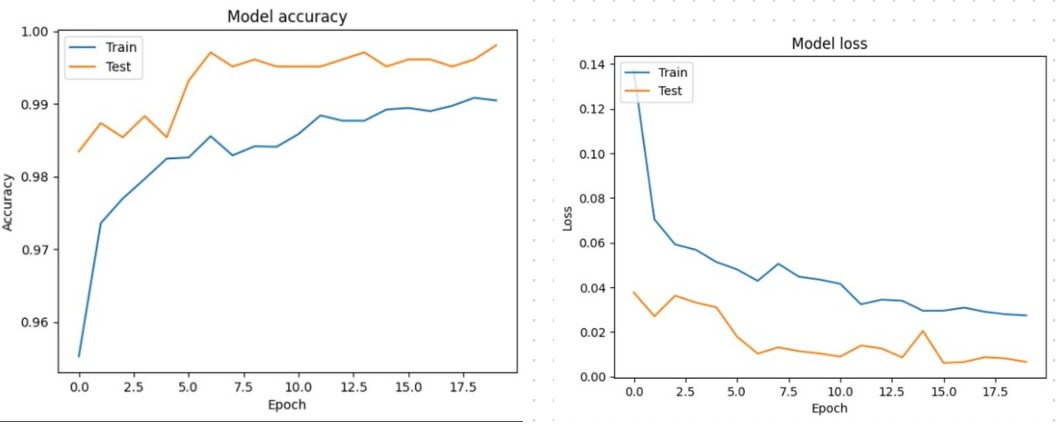 Model accuracy
1.00
0.99
0.98
0.97
0.96
Accuracy
Train
Test
0.0 2.5 5.0 7.5 10.0 12.5 15.0 17.5
Epoch
Model loss
0.14
0.12
0.10
0.08
0.06
0.04
0.02
0.00
Loss
Train
Test
0.0 2.5 5.0 7.5 10.0 12.5 15.0 17.5
Epoch